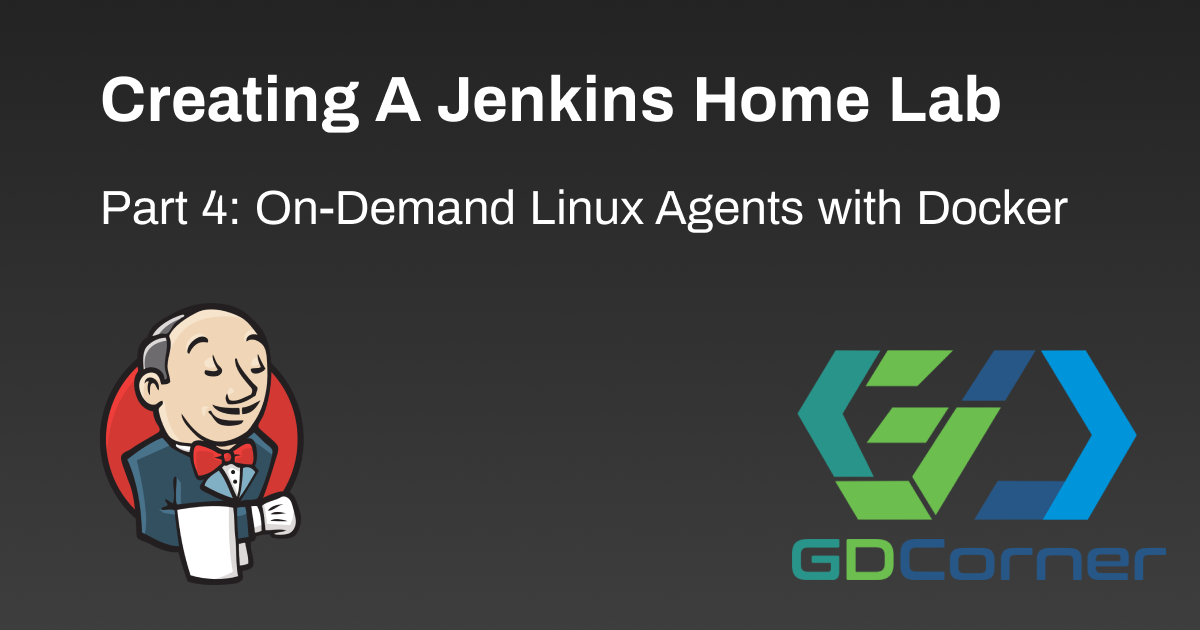 Creating A Jenkins Home Lab
Part 4: On-Demand Linux Agents with Docker
GDCorner